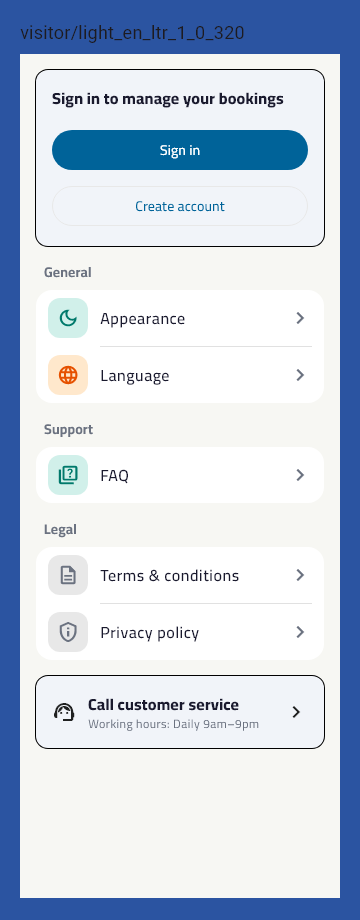 visitor/light_en_ltr_1_0_320
Sign in to manage your bookings
Sign in
Create account
General
Appearance
Language
Support
FAQ
Legal
Terms & conditions
Privacy policy
Call customer service
Working hours: Daily 9am–9pm